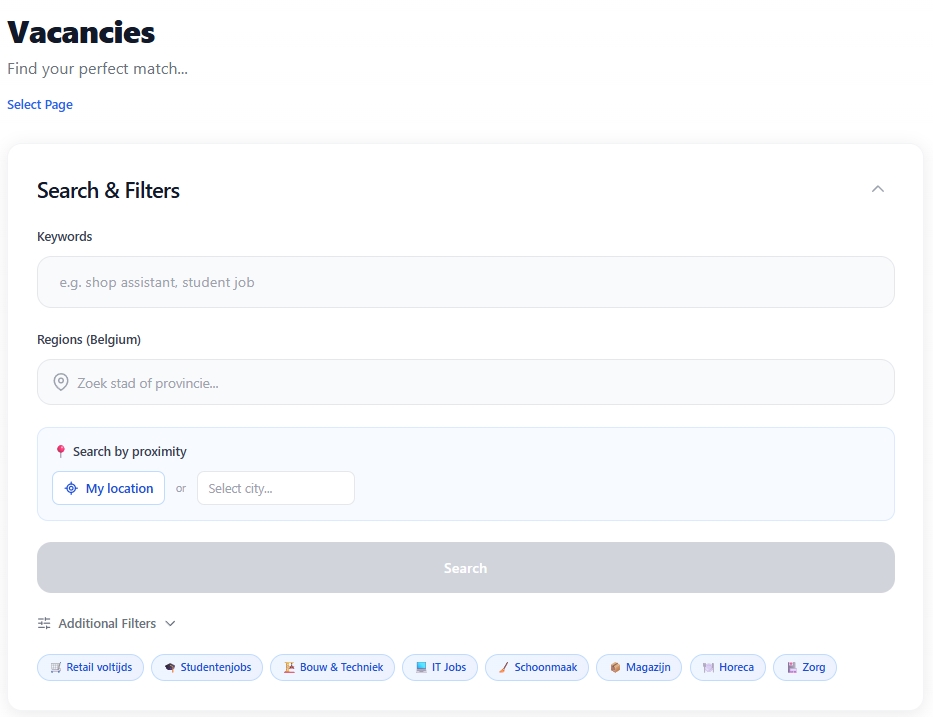 Vacancies
Find your perfect match...
Select Page
Search & Filters
Keywords
e.g. shop assistant, student job
Regions (Belgium)
Zoek stad of provincie...
Search by proximity
My location or Select city...
Search
Additional Filters
Retail voltijds Studentenjobs Bouw & Techniek IT Jobs Schoonmaak Magazijn Horeca Zorg